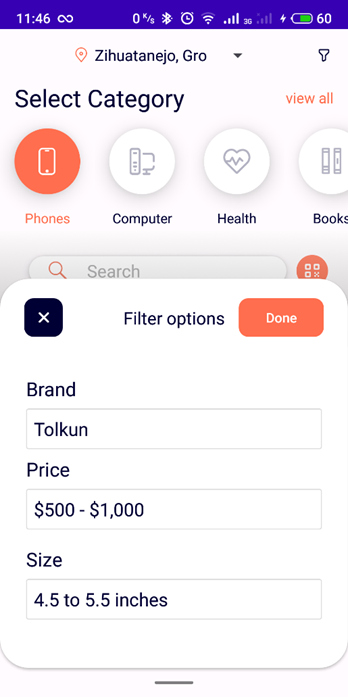 11:46 0 K/s 3G 60
Zihuatanejo, Gro
Select Category view all
Phones Computer Health Books
Search
Filter options Done
Brand
Tolkun
Price
$500 - $1,000
Size
4.5 to 5.5 inches